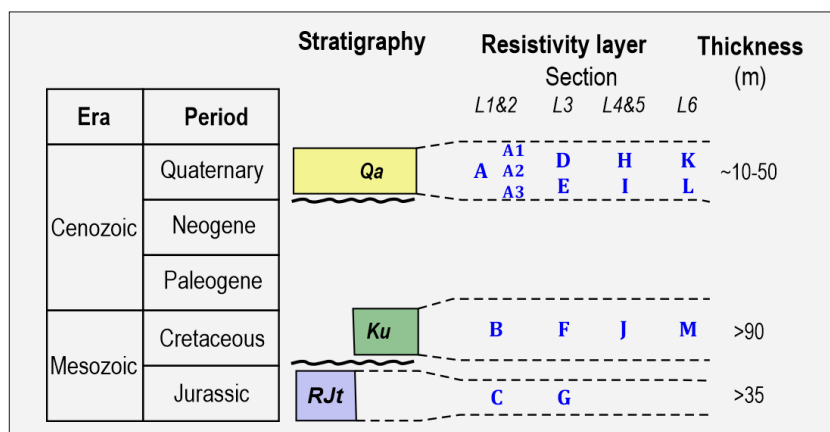 Stratigraphy Resistivity layer Thickness
Section (m)
L1&2 L3 L4&5 L6
Era Period
Cenozoic
Quaternary Qa
A A1 A2 A3
D H K
E I L
~10-50
Neogene
Paleogene
Mesozoic
Cretaceous Ku B F J M >90
Jurassic RJt C G >35